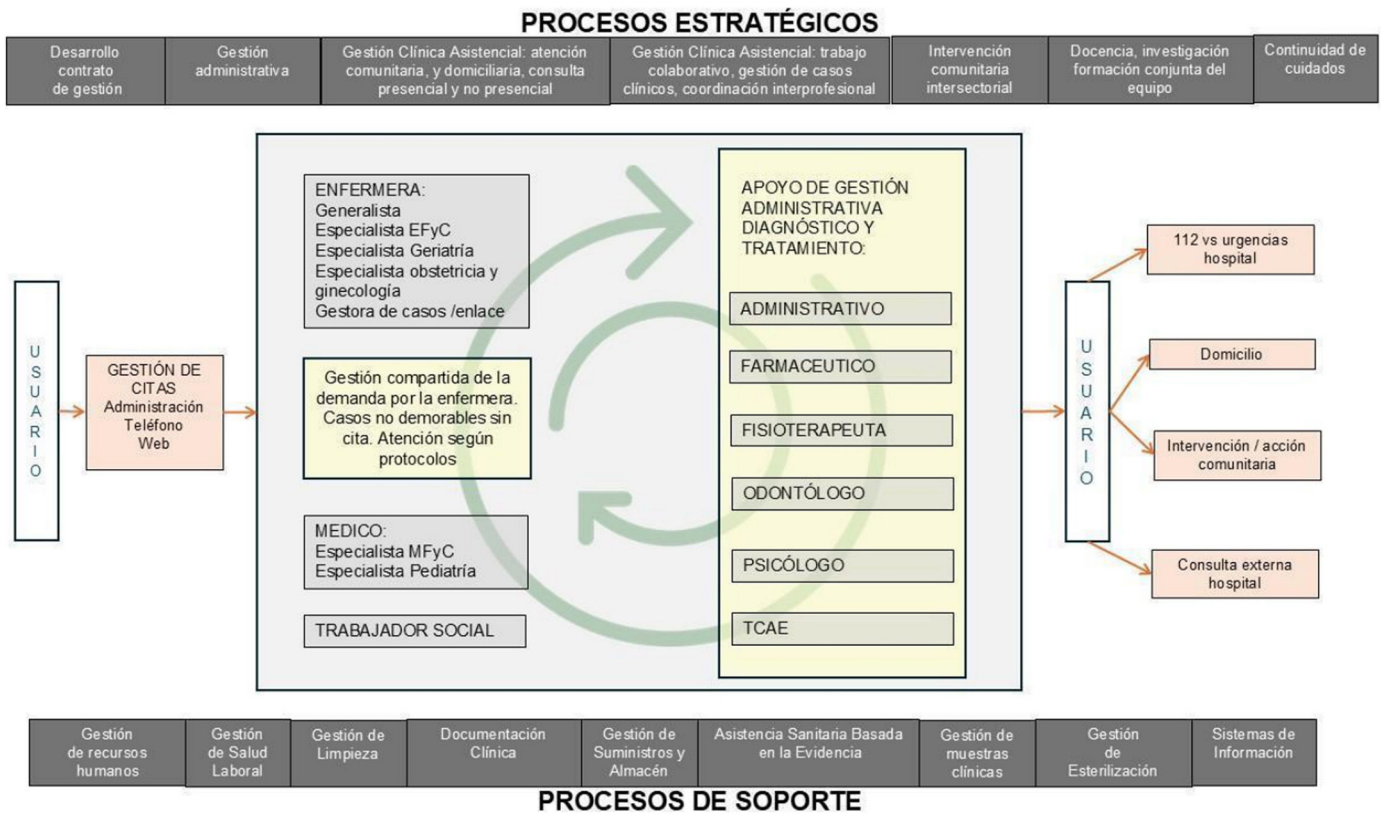 PROCESOS ESTRATÉGICOS
Desarrollo
contrato
de gestión
Gestión
administrativa
Gestión Clínica Asistencial: atención
comunitaria, y domiciliaria, consulta
presencial y no presencial
Gestión Clínica Asistencial: trabajo
colaborativo, gestión de casos
clínicos, coordinación interprofesional
Intervención
comunitaria
intersectorial
Docencia, investigación
formación conjunta del
equipo
Continuidad de
cuidados
USUARIO
GESTIÓN DE
CITAS
Administración
Teléfono
Web
ENFERMERA:
Generalista
Especialista EFyC
Especialista Geriatría
Especialista obstetricia y
ginecología
Gestora de casos /enlace
Gestión compartida de la
demanda por la enfermera.
Casos no demorables sin
cita. Atención según
protocolos
MEDICO:
Especialista MFyC
Especialista Pediatría
TRABAJADOR SOCIAL
APOYO DE GESTIÓN
ADMINISTRATIVA
DIAGNÓSTICO Y
TRATAMIENTO:
ADMINISTRATIVO
FARMACEUTICO
FISIOTERAPEUTA
ODONTÓLOGO
PSICÓLOGO
TCAE
USUARIO
112 vs urgencias
hospital
Domicilio
Intervención / acción
comunitaria
Consulta externa
hospital
Gestión
de recursos
humanos
Gestión
de Salud
Laboral
Gestión de
Limpieza
Documentación
Clínica
Gestión de
Suministros y
Almacén
Asistencia Sanitaria Basada
en la Evidencia
Gestión de
muestras
clínicas
Gestión
de
Esterilización
Sistemas de
Información
PROCESOS DE SOPORTE